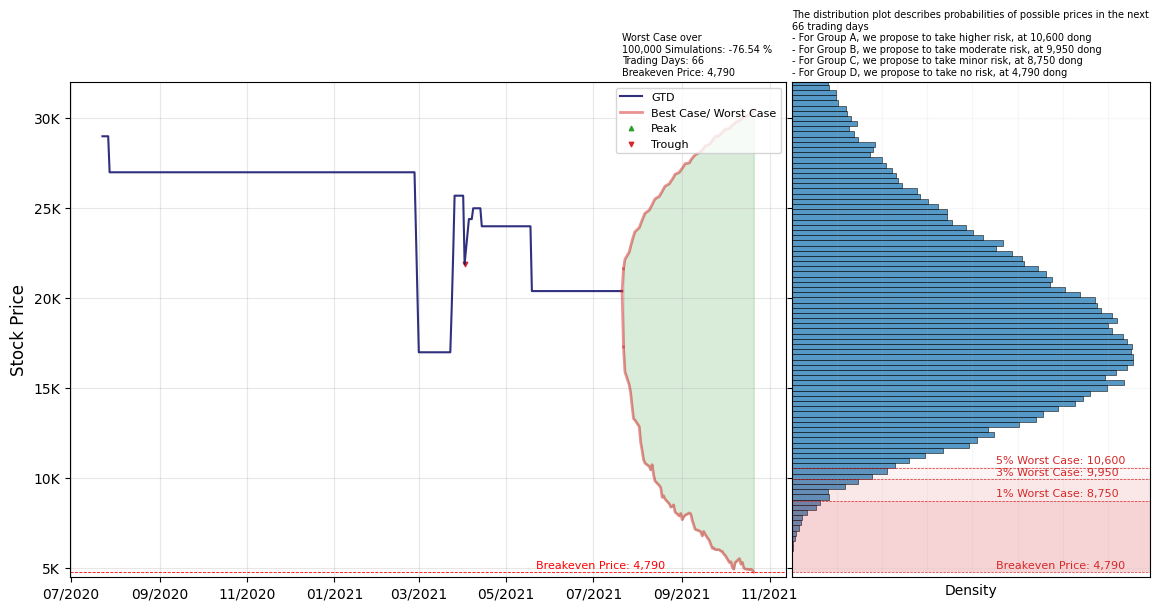 Worst Case over
100,000 Simulations: -76.54 %
Trading Days: 66
Breakeven Price: 4,790
The distribution plot describes probabilities of possible prices in the next
66 trading days
- For Group A, we propose to take higher risk, at 10,600 dong
- For Group B, we propose to take moderate risk, at 9,950 dong
- For Group C, we propose to take minor risk, at 8,750 dong
- For Group D, we propose to take no risk, at 4,790 dong
GTD
Best Case/ Worst Case
Peak
Trough
Stock Price
30K
25K
20K
15K
10K
5K
Breakeven Price: 4,790
07/2020
09/2020
11/2020
01/2021
03/2021
05/2021
07/2021
09/2021
11/2021
5% Worst Case: 10,600
3% Worst Case: 9,950
1% Worst Case: 8,750
Breakeven Price: 4,790
Density